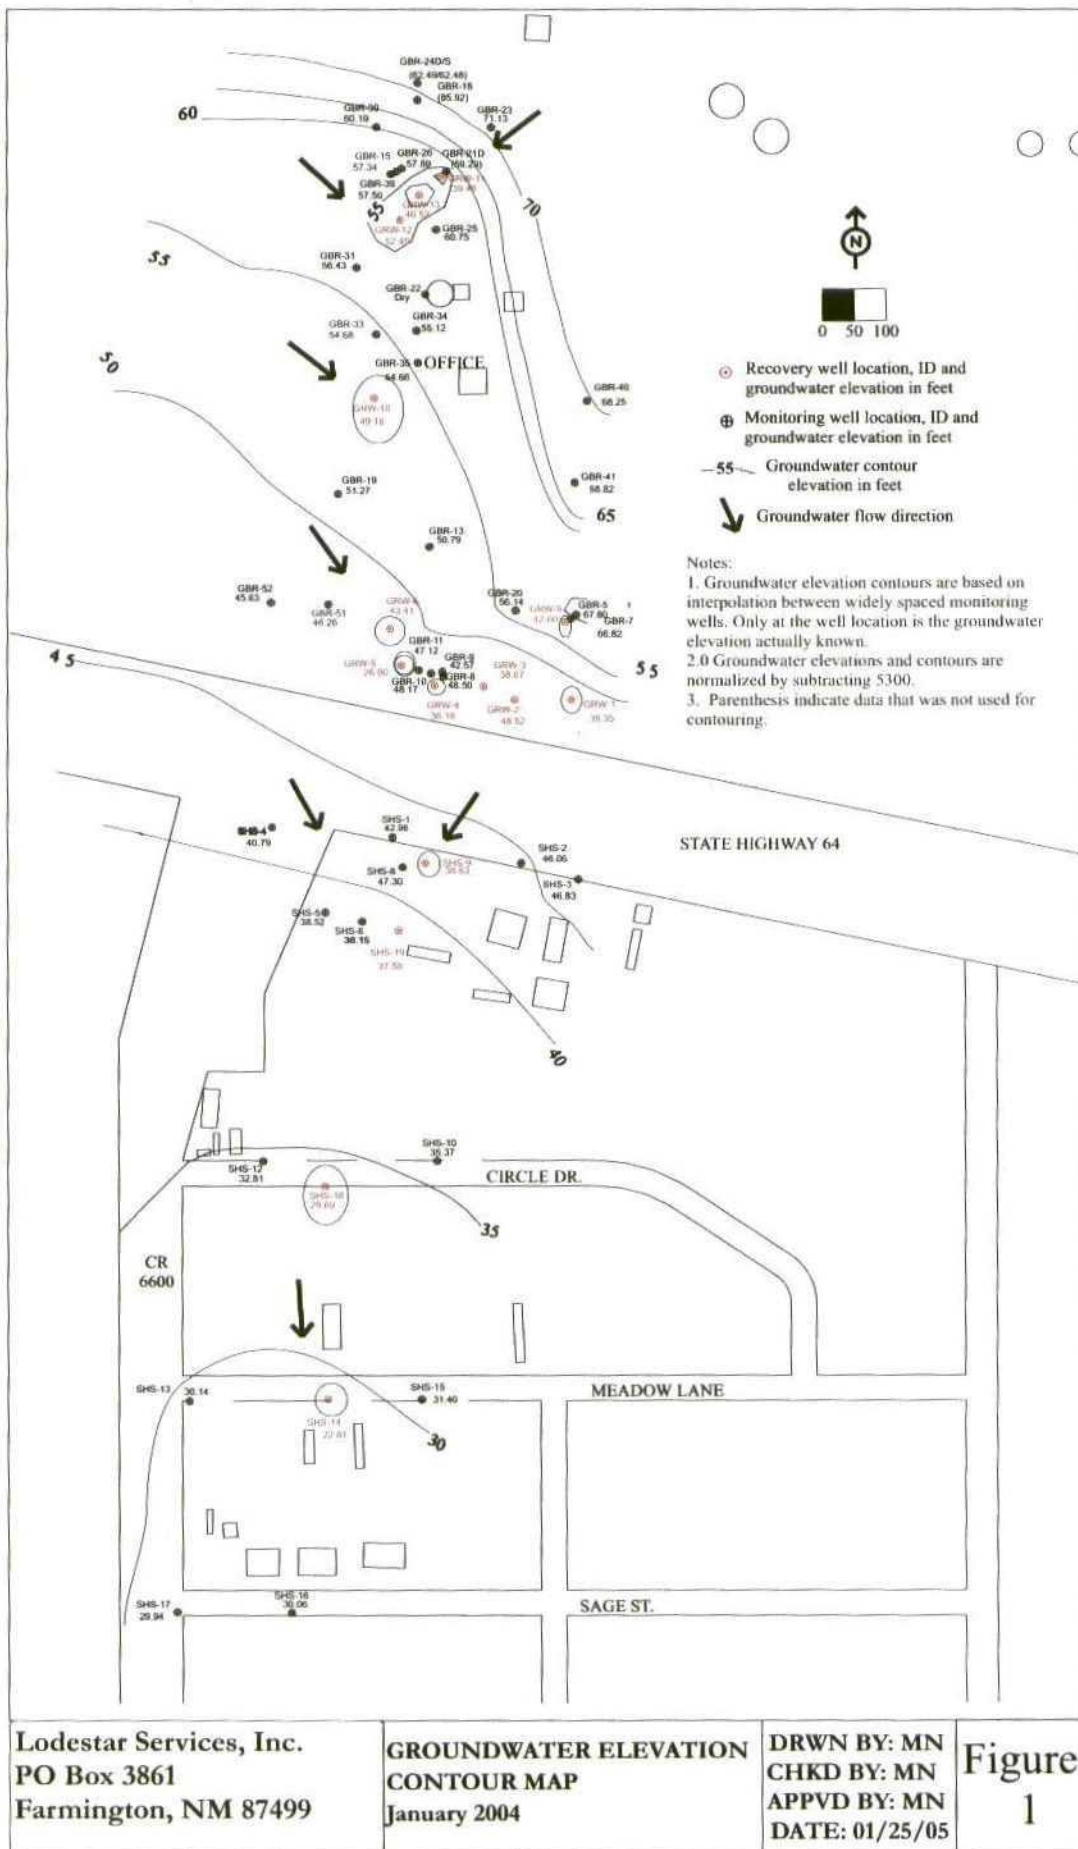 GBR-24D/S
(62.49/62.48)
GBR-18
(65.92)
GBR-23
71.13
60
60.19
GBR-15
57.34
GBR-26
57.80
GBR-21D
57.50
55
GRW-12
GBR-25
60.75
70
55
GBR-31
56.43
GBR-22
Dry
GBR-34
55.12
GBR-33
54.68
OFFICE
GBR-35
54.66
50
GRW-10
49.18
GBR-40
68.25
GBR-19
51.27
GBR-41
65
GBR-13
50.79
GBR-52
45.63
GBR-51
46.26
GRW-6
43.41
GBR-20
56.14
GBR-5
67.80
GBR-7
66.82
GBR-11
47.12
GRW-5
26.90
GBR-9
42.57
GBR-10
48.17
GBR-8
48.50
GRW-3
38.67
GRW-4
36.18
GRW-2
48.52
GRW-1
38.35
55
45
N
0 50 100
Recovery well location, ID and
groundwater elevation in feet
Monitoring well location, ID and
groundwater elevation in feet
-55- Groundwater contour
elevation in feet
Groundwater flow direction
Notes:
1. Groundwater elevation contours are based on
interpolation between widely spaced monitoring
wells. Only at the well location is the groundwater
elevation actually known.
2.0 Groundwater elevations and contours are
normalized by subtracting 5300.
3. Parenthesis indicate data that was not used for
contouring.
STATE HIGHWAY 64
SHS-4
40.79
SHS-1
42.96
SHS-2
46.06
SHS-3
46.83
SHS-9
SHS-8
47.30
SHS-5
38.52
SHS-6
SHS-19
37.58
40
SHS-10
35.37
SHS-12
32.81
CIRCLE DR.
SHS-18
29.69
35
CR
6600
SHS-13 30.14
SHS-15
31.40
MEADOW LANE
SHS-14
22.81
30
SHS-17
29.94
SHS-16
30.06
SAGE ST.
Lodestar Services, Inc.
PO Box 3861
Farmington, NM 87499
GROUNDWATER ELEVATION
CONTOUR MAP
January 2004
DRWN BY: MN
CHKD BY: MN
APPVD BY: MN
DATE: 01/25/05
Figure
1